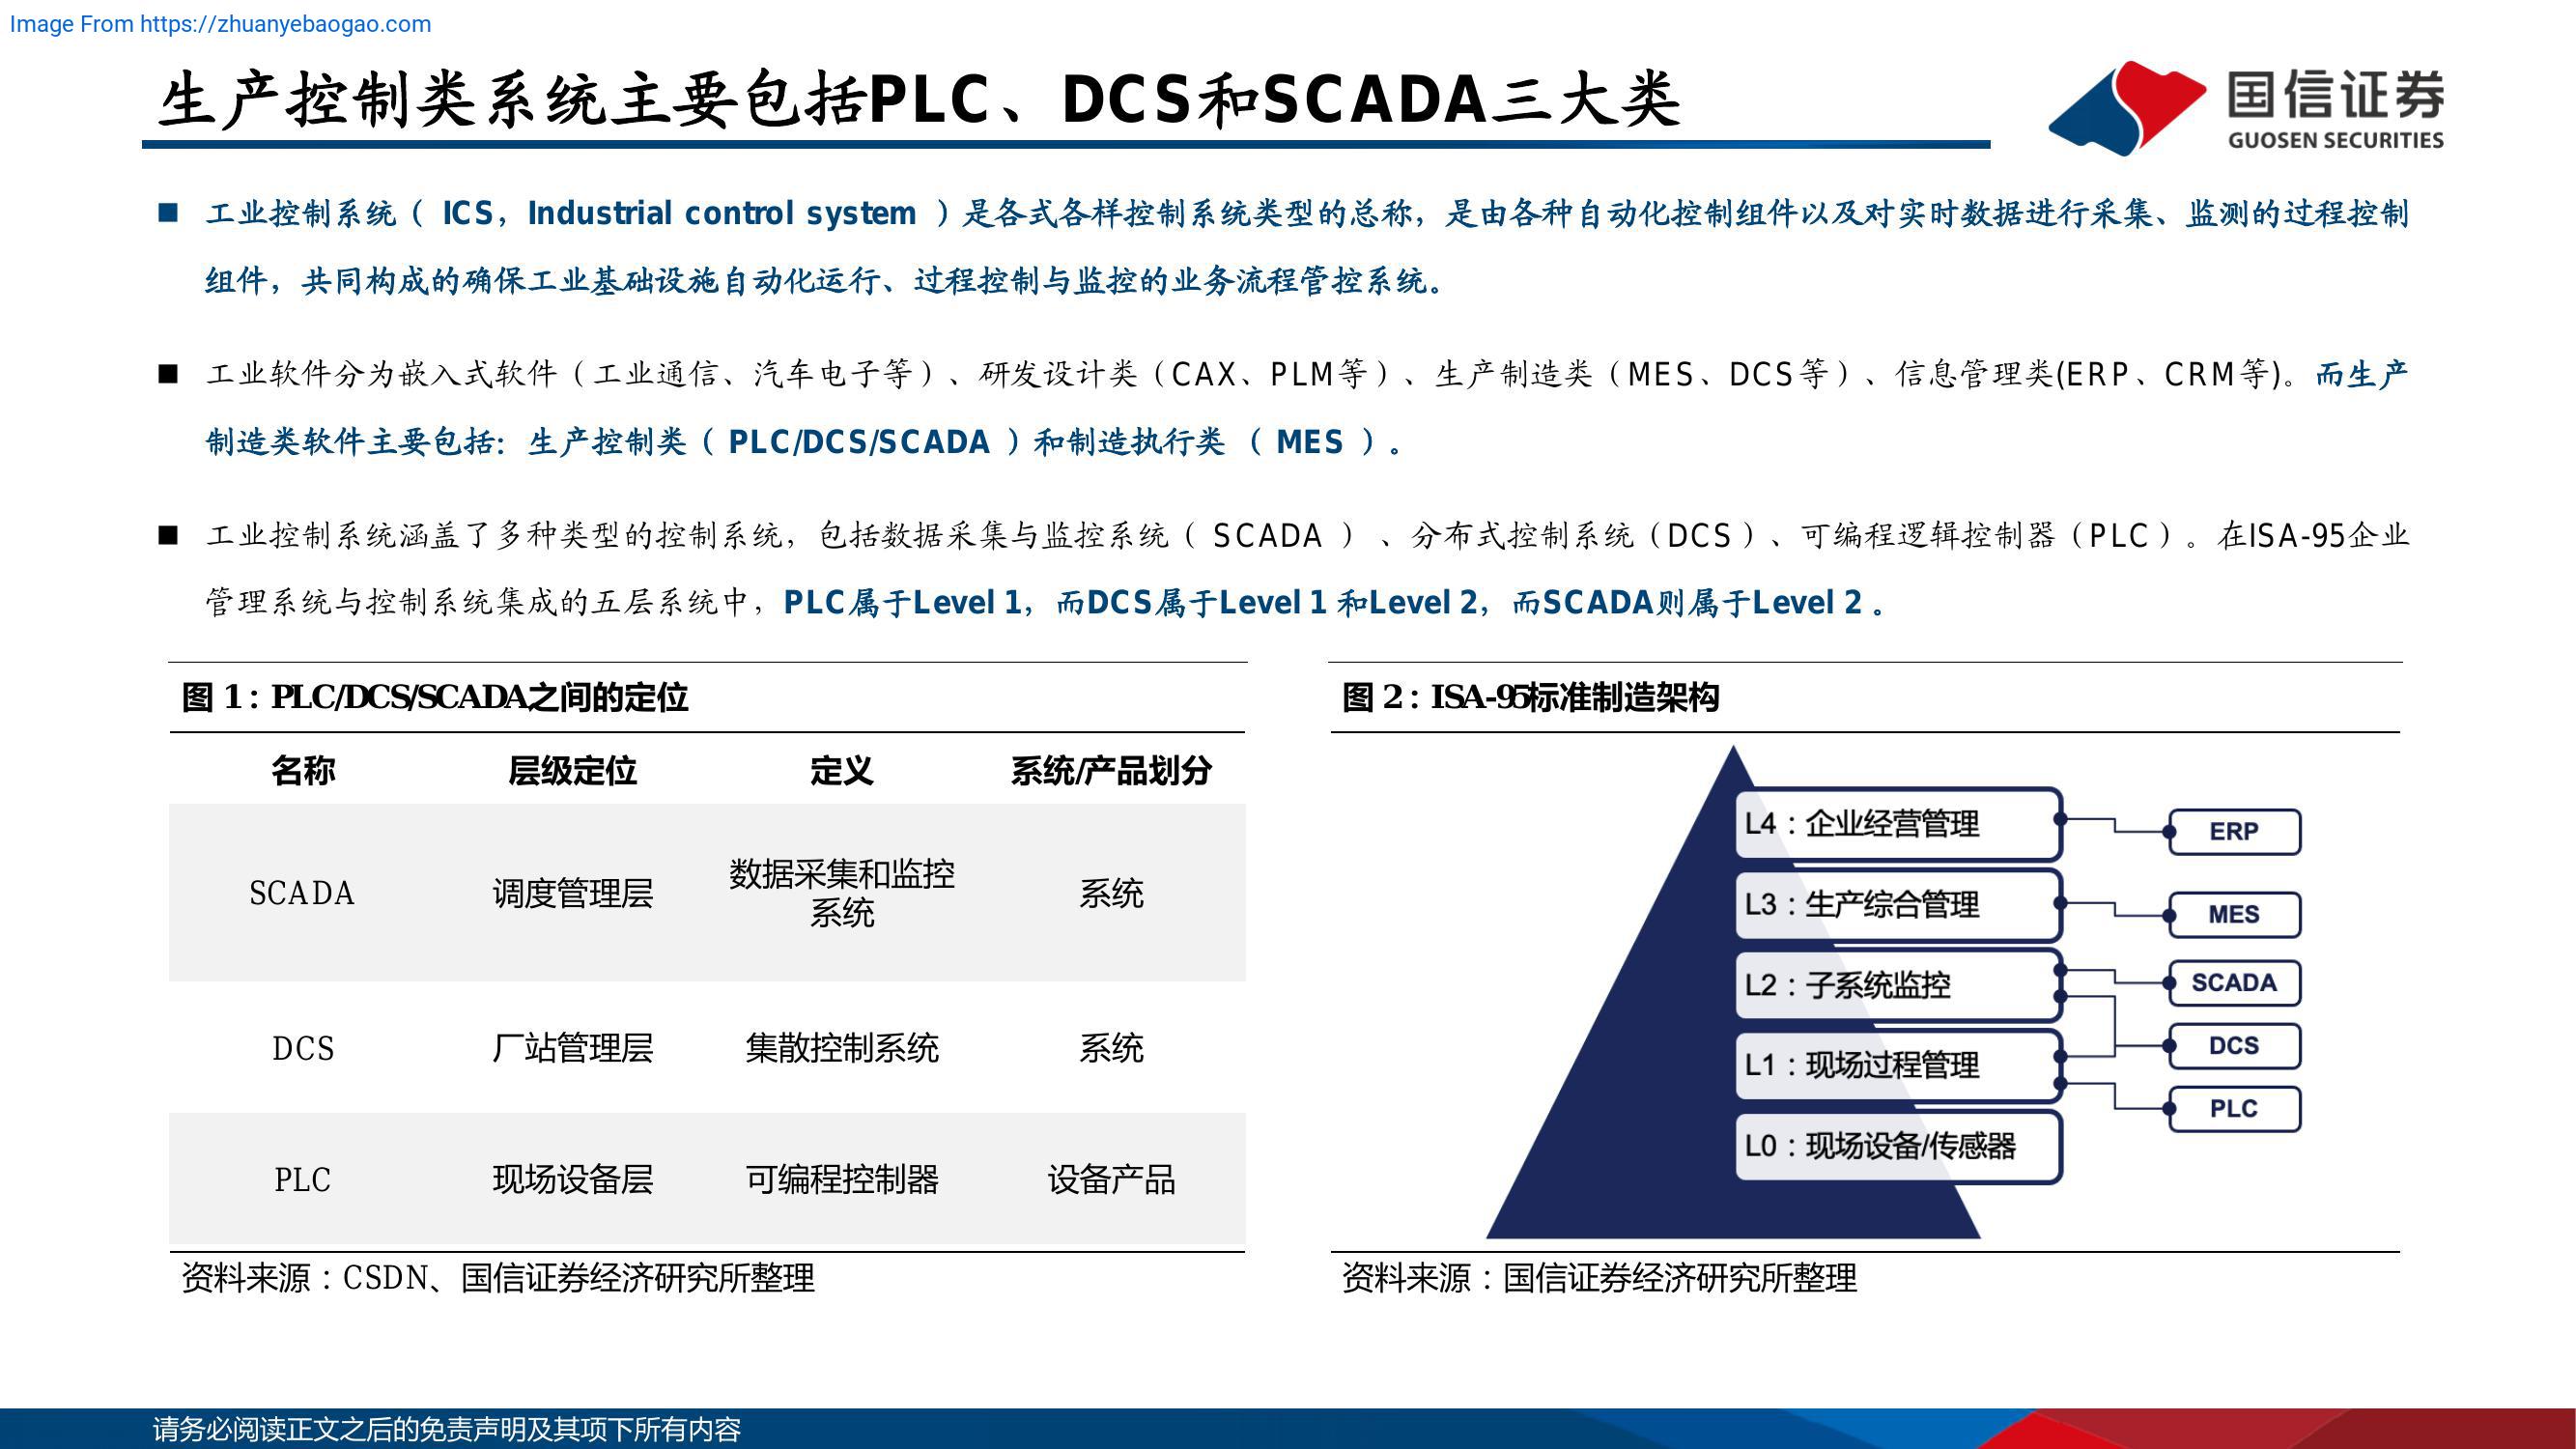 Image From https://zhuanyebaogao.com
生产控制类系统主要包括PLC、DCS和SCADA三大类
国信证券
GUOSEN SECURITIES
工业控制系统（ICS，Industrial control system）是各式各样控制系统类型的总称，是由各种自动化控制组件以及对实时数据进行采集、监测的过程控制
组件，共同构成的确保工业基础设施自动化运行、过程控制与监控的业务流程管控系统。
工业软件分为嵌入式软件（工业通信、汽车电子等）、研发设计类（CAX、PLM等）、生产制造类（MES、DCS等）、信息管理类(ERP、CRM等)。而生产
制造类软件主要包括：生产控制类（PLC/DCS/SCADA）和制造执行类（MES）。
工业控制系统涵盖了多种类型的控制系统，包括数据采集与监控系统（SCADA）、分布式控制系统（DCS）、可编程逻辑控制器（PLC）。在ISA-95企业
管理系统与控制系统集成的五层系统中，PLC属于Level 1，而DCS属于Level 1 和Level 2，而SCADA则属于Level 2 。
图 1：PLC/DCS/SCADA之间的定位
名称 层级定位 定义 系统/产品划分
SCADA 调度管理层 数据采集和监控系统 系统
DCS 厂站管理层 集散控制系统 系统
PLC 现场设备层 可编程控制器 设备产品
资料来源：CSDN、国信证券经济研究所整理
图 2：ISA-95标准制造架构
L4：企业经营管理
ERP
L3：生产综合管理
MES
L2：子系统监控
SCADA
DCS
L1：现场过程管理
PLC
L0：现场设备/传感器
资料来源：国信证券经济研究所整理
请务必阅读正文之后的免责声明及其项下所有内容